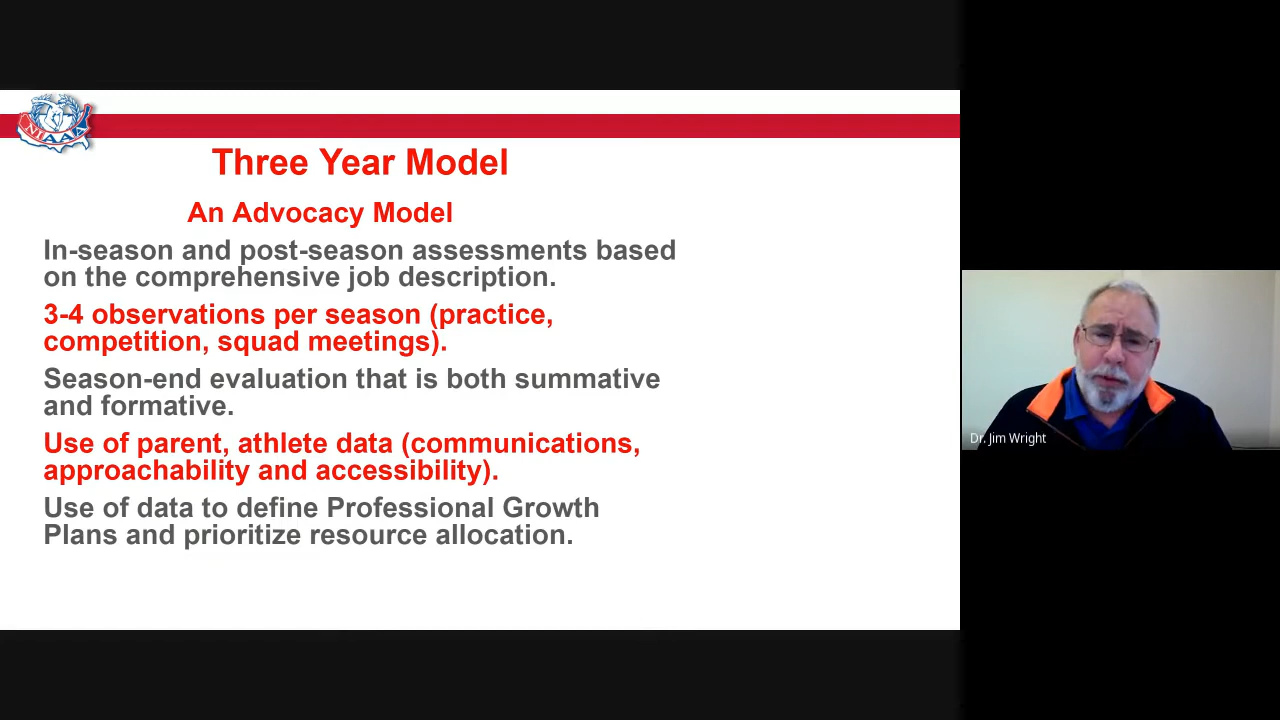 NIAAA
Three Year Model
An Advocacy Model
In-season and post-season assessments based
on the comprehensive job description.
3-4 observations per season (practice,
competition, squad meetings).
Season-end evaluation that is both summative
and formative.
Use of parent, athlete data (communications,
approachability and accessibility).
Use of data to define Professional Growth
Plans and prioritize resource allocation.
Dr. Jim Wright